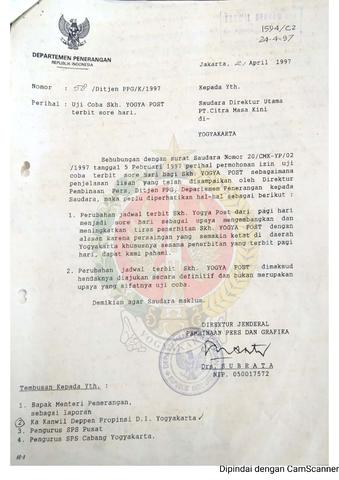 1594/C2
24-4-97
DEPARTEMEN PENERANGAN
REPUBLIK INDONESIA
Jakarta, April 1997
Nomor : 58 /Ditjen PPG/K/1997
Kepada Yth.
Perihal : Uji Coba Skh. YOGYA POST
terbit sore hari.
Saudara Direktur Utama
PT.Citra Masa Kini
di-
YOGYAKARTA
Sehubungan dengan surat Saudara Nomor 20/CMK-YP/02
/1997 tanggal 5 Pebruari 1997 perihal permohonan izin uji
coba terbit sore hari bagi Skh. YOGYA POST sebagaimana
penjelasan lisan yang telah disampaikan oleh Direktur
Pembinaan Pers, Ditjen PPG, Departemen Penerangan kepada
Saudara, maka perlu diperhatikan hal-hal sebagai berikut :
1. Perubahan jadwal terbit Skh. Yogya Post dari pagi hari
menjadi sore hari sebagai upaya mengembangkan dan
meningkatkan tiras penerbitan Skh. YOGYA POST dengan
alasan karena persaingan yang semakin ketat di daerah
Yogyakarta khususnya sesama penerbitan yang terbit pagi
hari, dapat kami pahami.
2. Perubahan jadwal terbit Skh. YOGYA POST dimaksud
hendaknya diajukan secara definitif dan bukan merupakan
upaya yang sifatnya uji coba.
Demikian agar Saudara maklum.
DIREKTUR JENDERAL
PEMBINAAN PERS DAN GRAFIKA
Drs. SUBRATA
NIP. 050017572
Tembusan Kepada Yth. :
1. Bapak Menteri Penerangan,
sebagai laporan
2. Ka Kanwil Deppen Propinsi D.I. Yogyakarta
3. Pengurus SPS Pusat
4. Pengurus SPS Cabang Yogyakarta.
Dipindai dengan CamScanner